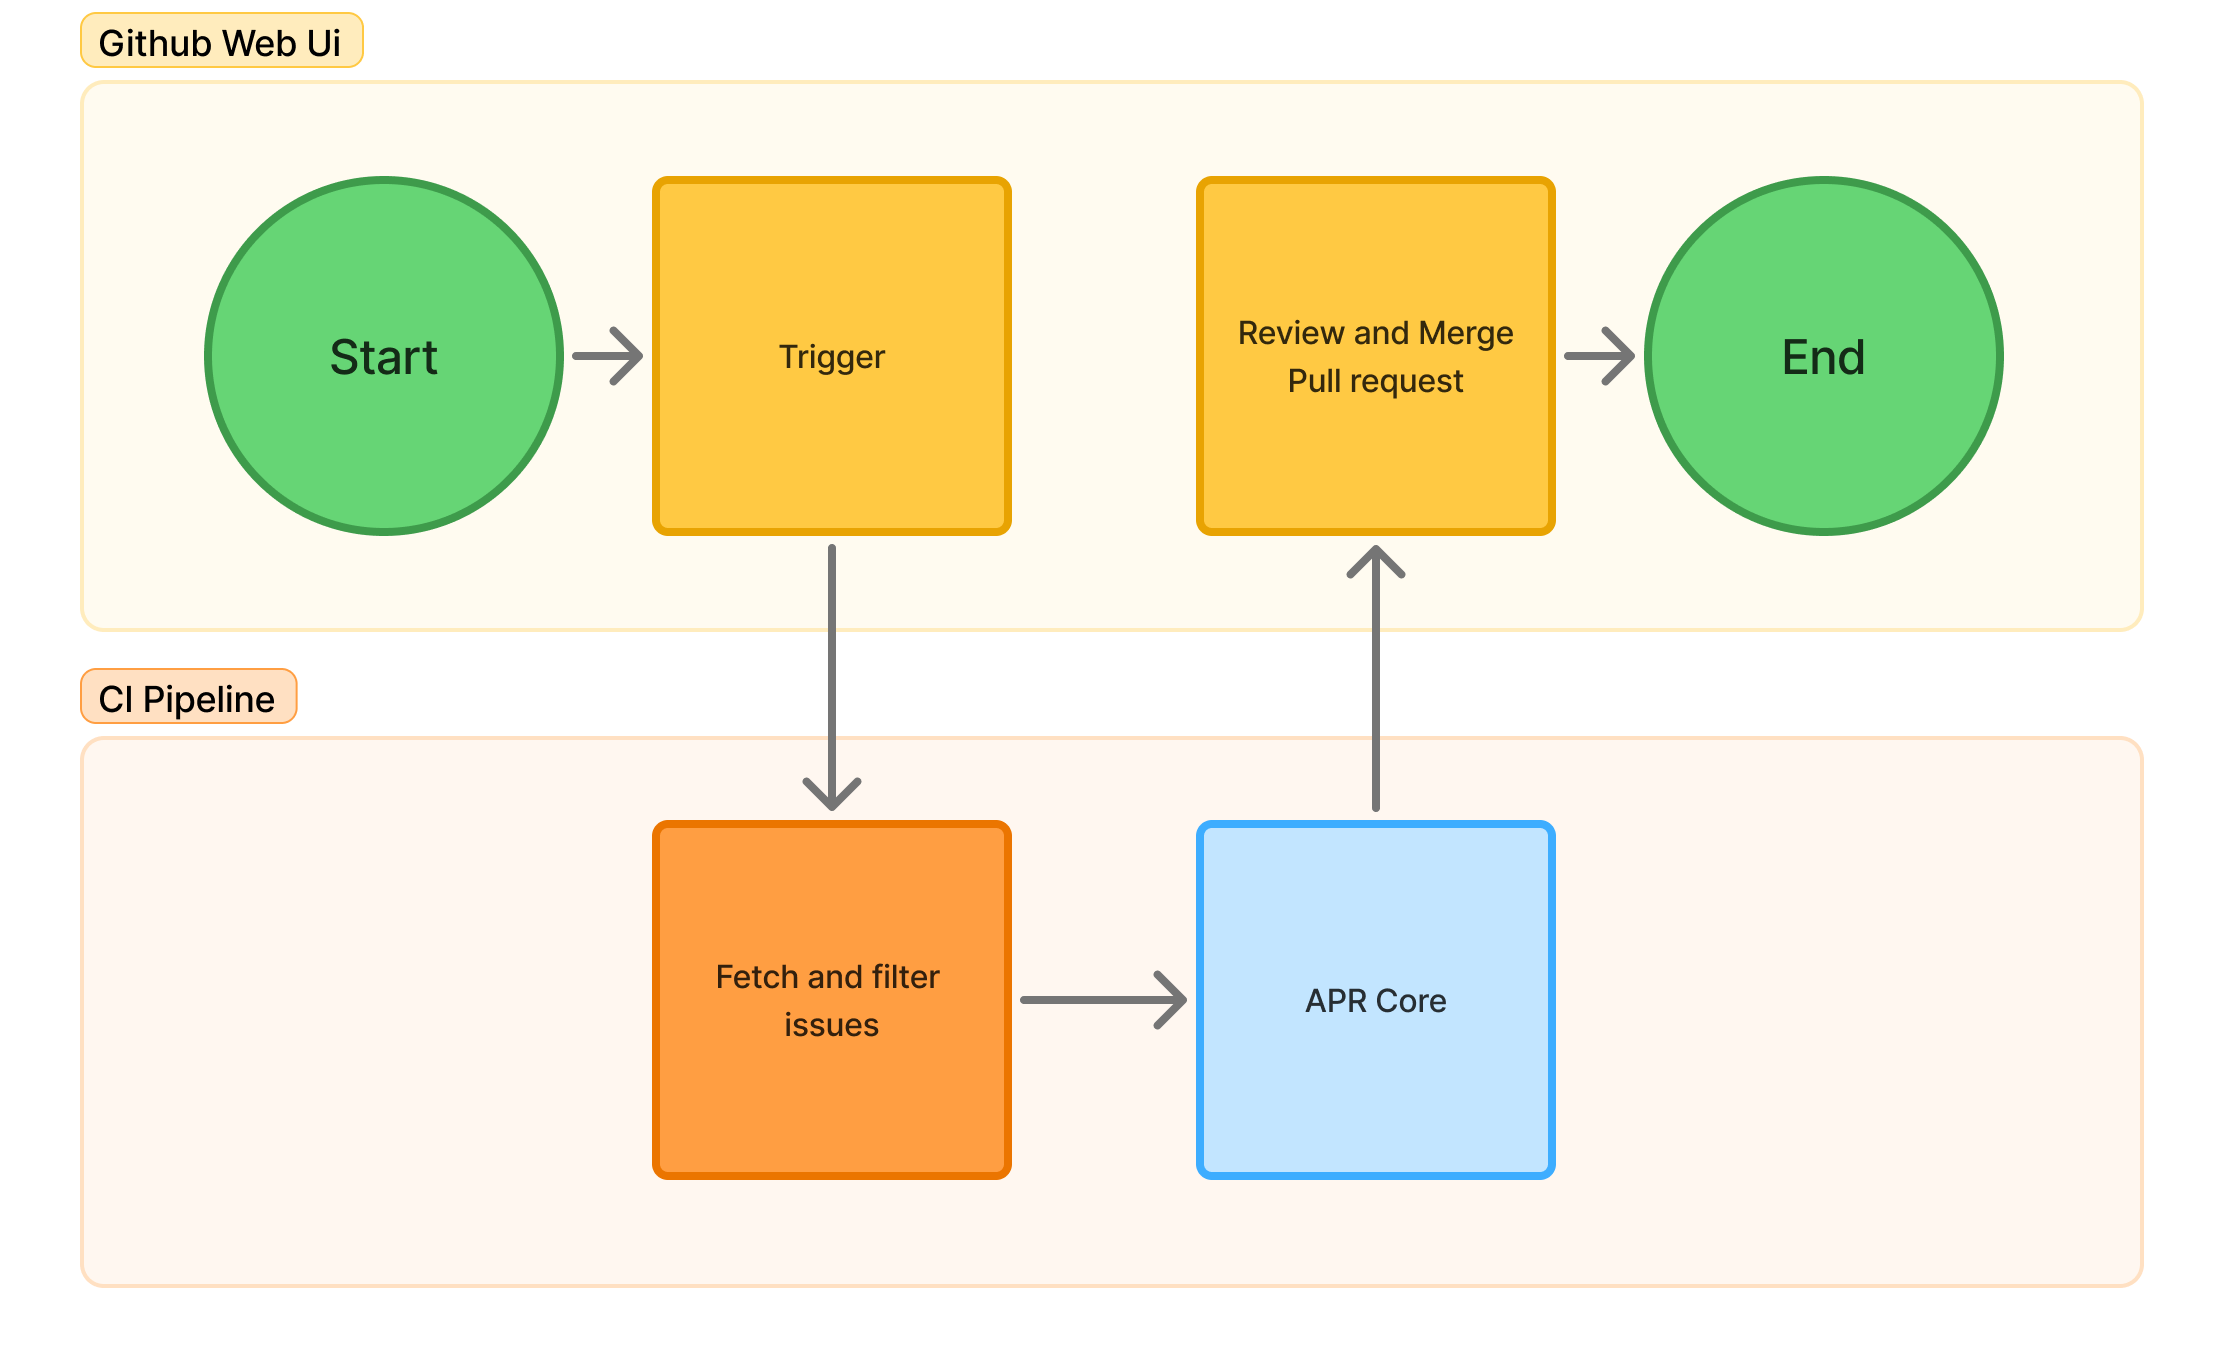 Github Web Ui
Start
Trigger
Review and Merge
Pull request
End
CI Pipeline
Fetch and filter
issues
APR Core